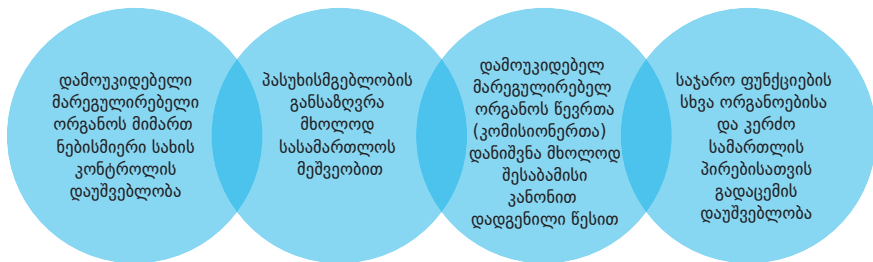 დამოუკიდებელი
მარეგულირებელი
ორგანოს მიმართ
ნებისმიერი სახის
კონტროლის
დაუშვებლობა
პასუხისმგებლობის
განსაზღვრა
მხოლოდ
სასამართლოს
მეშვეობით
დამოუკიდებელ
მარეგულირებელ
ორგანოს წევრთა
(კომისიონერთა)
დანიშვნა მხოლოდ
შესაბამისი
კანონით
დადგენილი წესით
საჯარო ფუნქციების
სხვა ორგანოებისა
და კერძო
სამართლის
პირებისათვის
გადაცემის
დაუშვებლობა